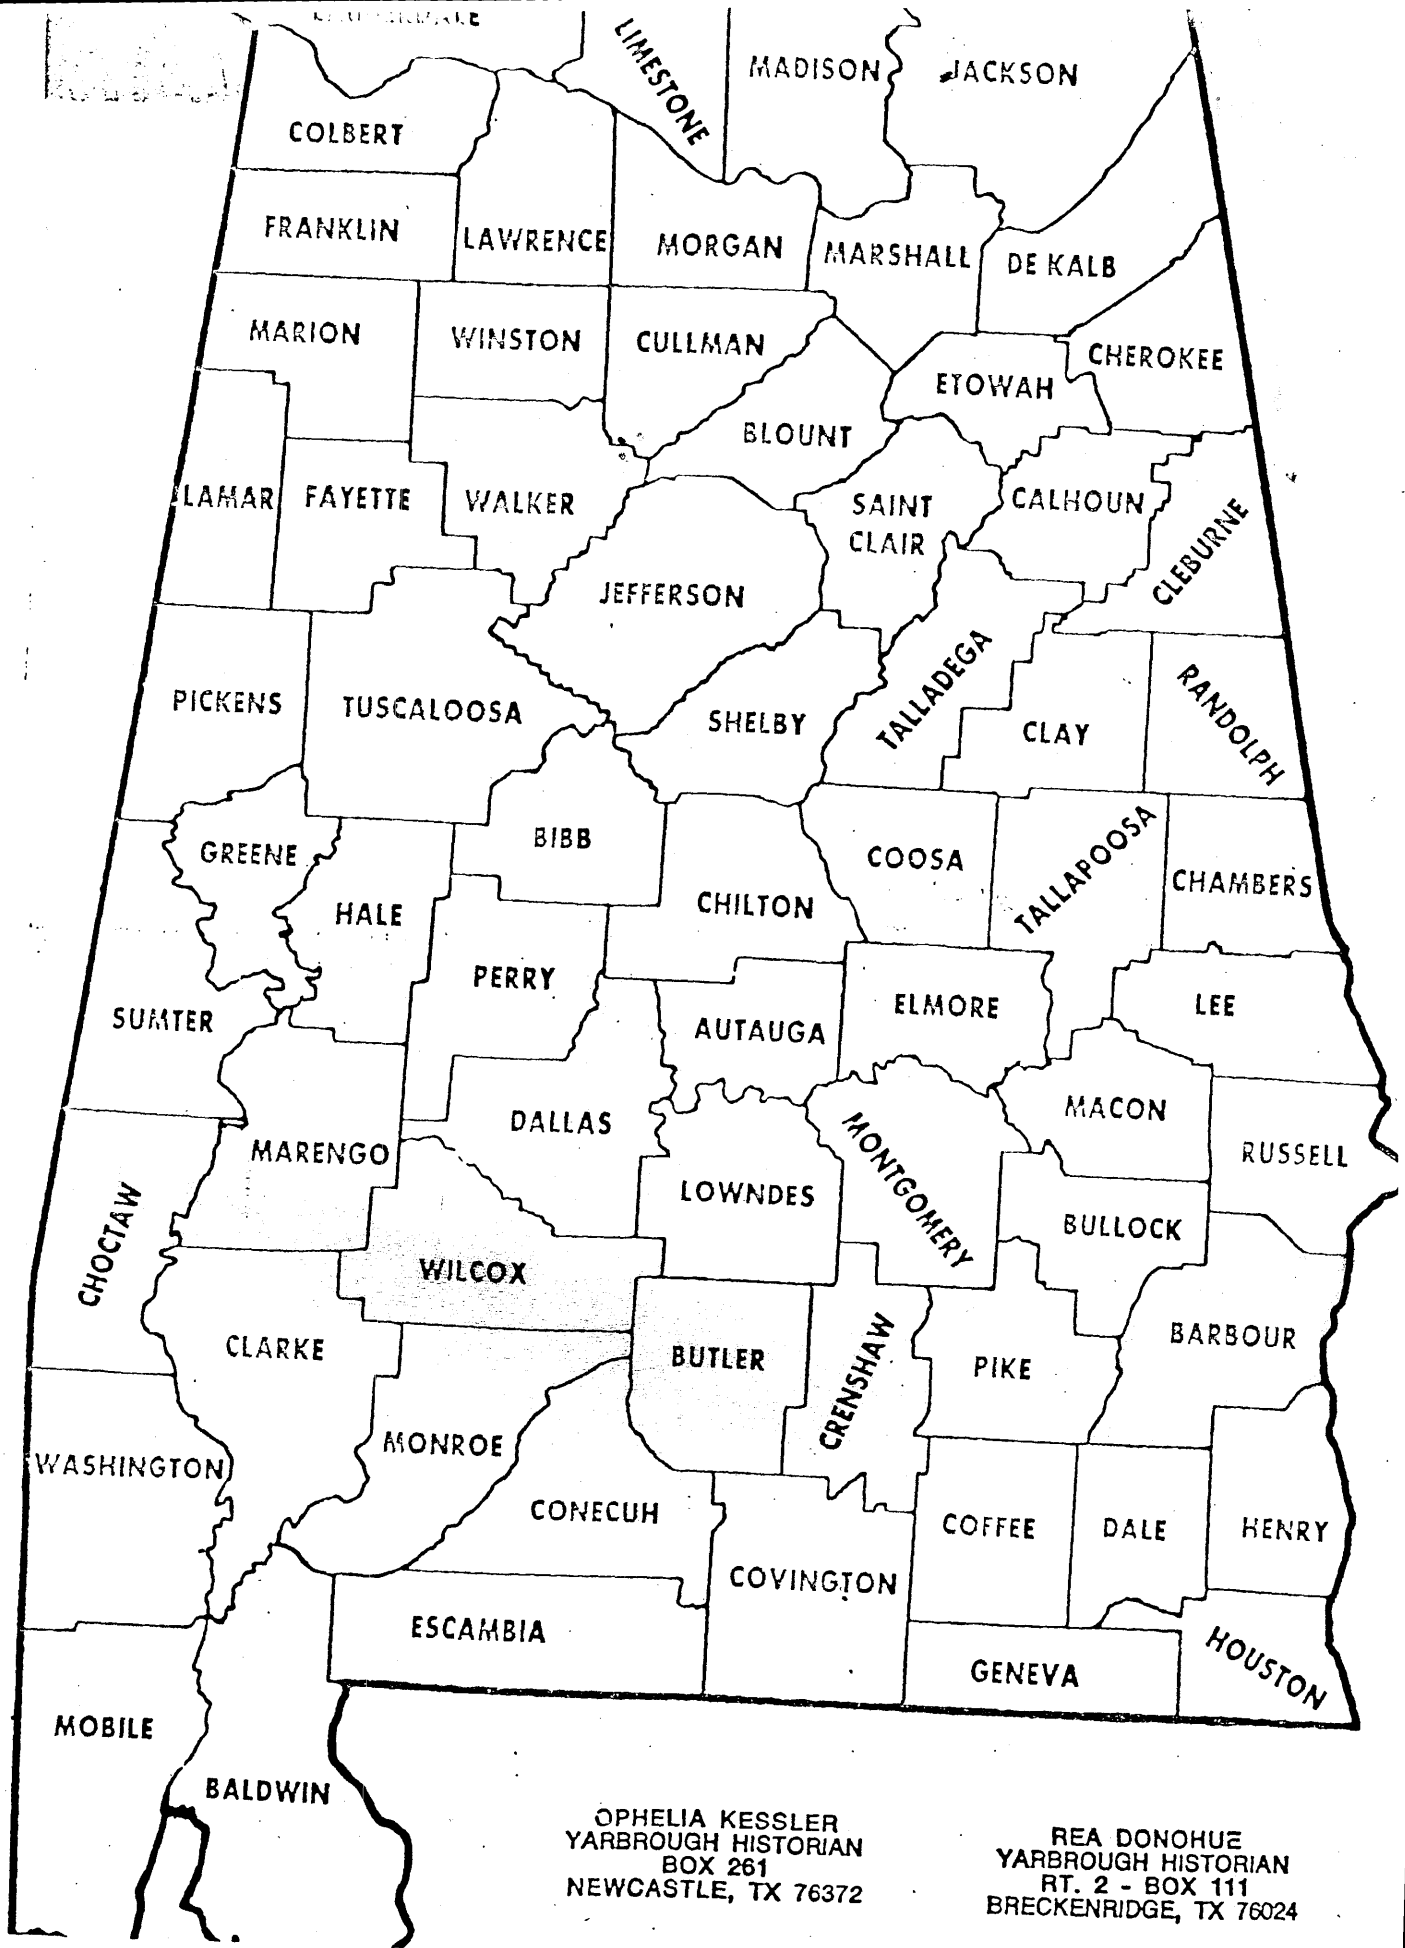 LIMESTONE
MADISON
JACKSON
COLBERT
FRANKLIN
LAWRENCE
MORGAN
MARSHALL
DE KALB
MARION
WINSTON
CULLMAN
CHEROKEE
ETOWAH
BLOUNT
LAMAR
FAYETTE
WALKER
SAINT
CLAIR
CALHOUN
CLEBURNE
JEFFERSON
PICKENS
TUSCALOOSA
SHELBY
TALLADEGA
CLAY
RANDOLPH
GREENE
BIBB
COOSA
TALLAPOOSA
CHAMBERS
HALE
CHILTON
PERRY
SUMTER
AUTAUGA
ELMORE
LEE
MARENGO
DALLAS
MACON
LOWNDES
MONTGOMERY
RUSSELL
CHOCTAW
WILCOX
BULLOCK
CLARKE
BUTLER
CRENSHAW
PIKE
BARBOUR
WASHINGTON
MONROE
CONECUH
COFFEE
DALE
HENRY
COVINGTON
ESCAMBIA
GENEVA
HOUSTON
MOBILE
BALDWIN
OPHELIA KESSLER
YARBROUGH HISTORIAN
BOX 261
NEWCASTLE, TX 76372
REA DONOHUE
YARBROUGH HISTORIAN
RT. 2 - BOX 111
BRECKENRIDGE, TX 76024